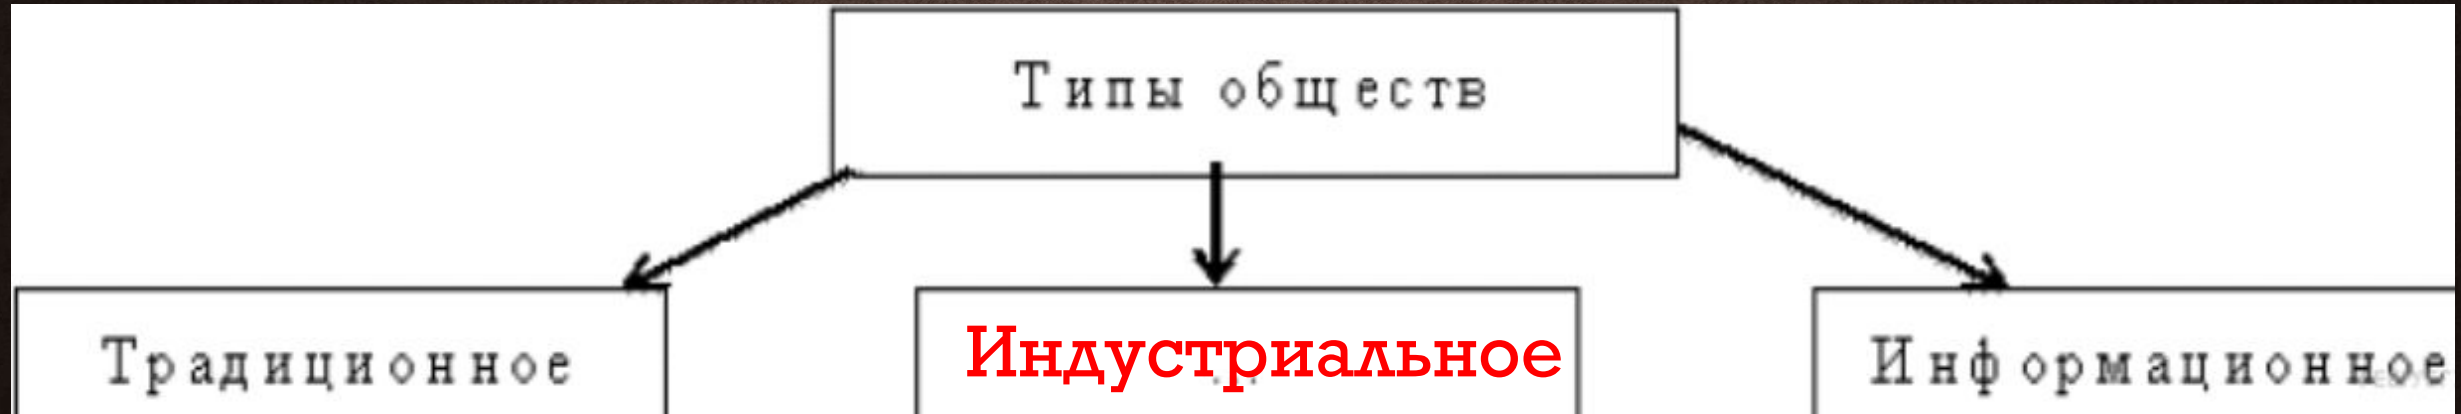 Типы обществ
Традиционное
Индустриальное
Информационное